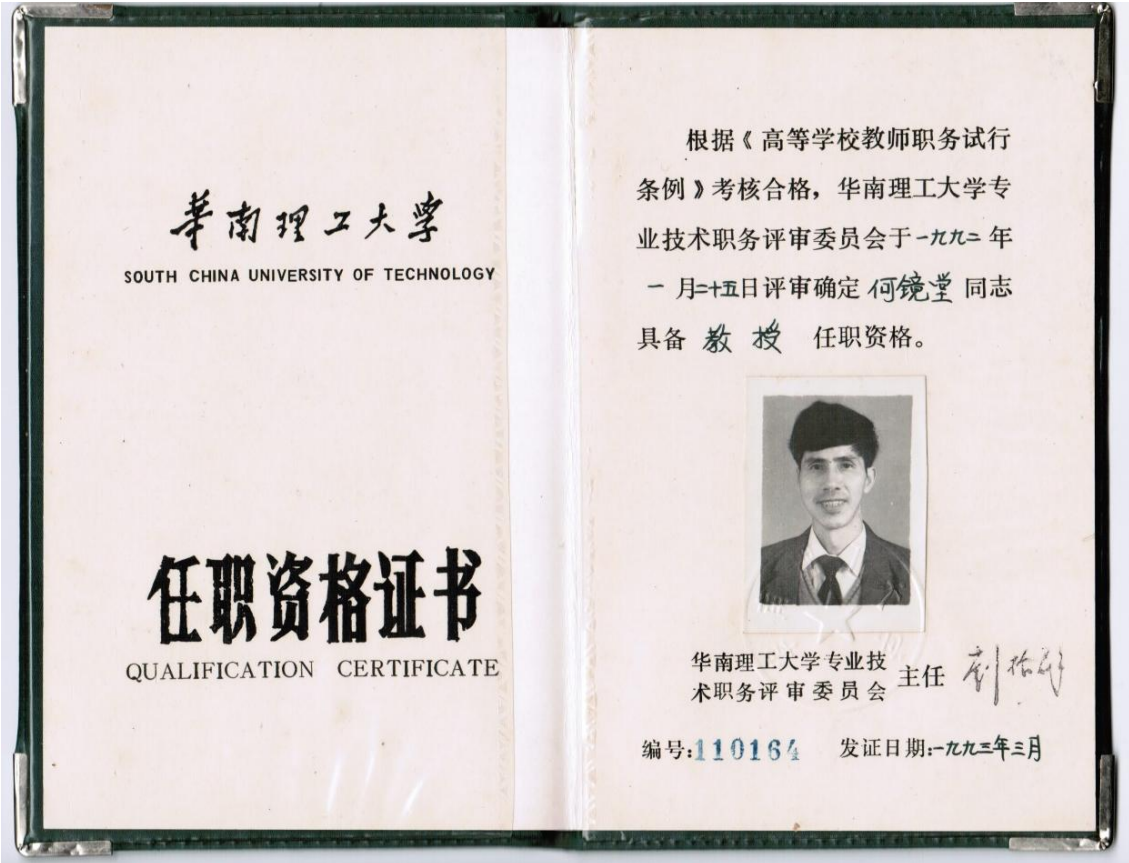 華南理工大学
SOUTH CHINA UNIVERSITY OF TECHNOLOGY
任职资格证书
QUALIFICATION CERTIFICATE
根据《高等学校教师职务试行
条例》考核合格，华南理工大学专
业技术职务评审委员会于一九九二年
一月二十五日评审确定何镜堂同志
具备教授任职资格。
华南理工大学专业技
术职务评审委员会 主任 刘
编号:110164 发证日期:一九九三年三月